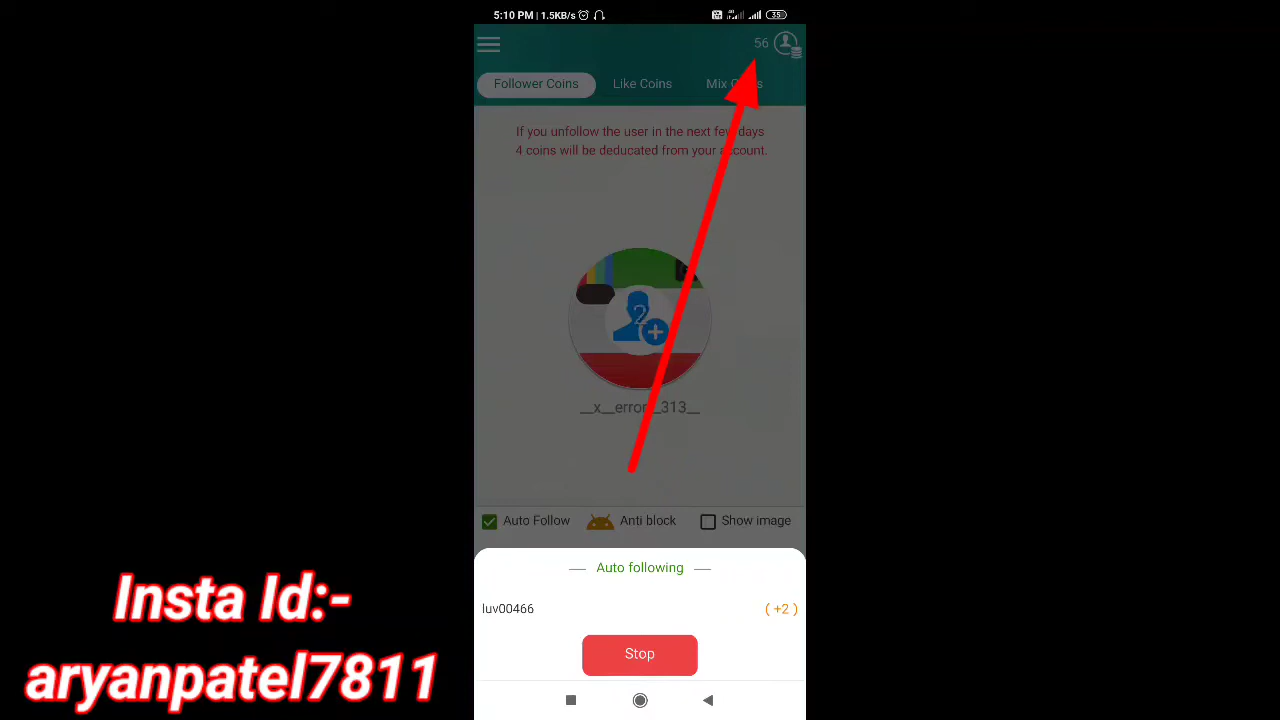 5:10 PM | 1.5KB/s
35
56
Follower Coins
Like Coins
If you unfollow the user in the next few days
4 coins will be deducated from your account.
2
__x__error__313__
Auto Follow
Anti block
Show image
Auto following
luv00466
( +2 )
Stop
Insta Id:-
aryanpatel7811